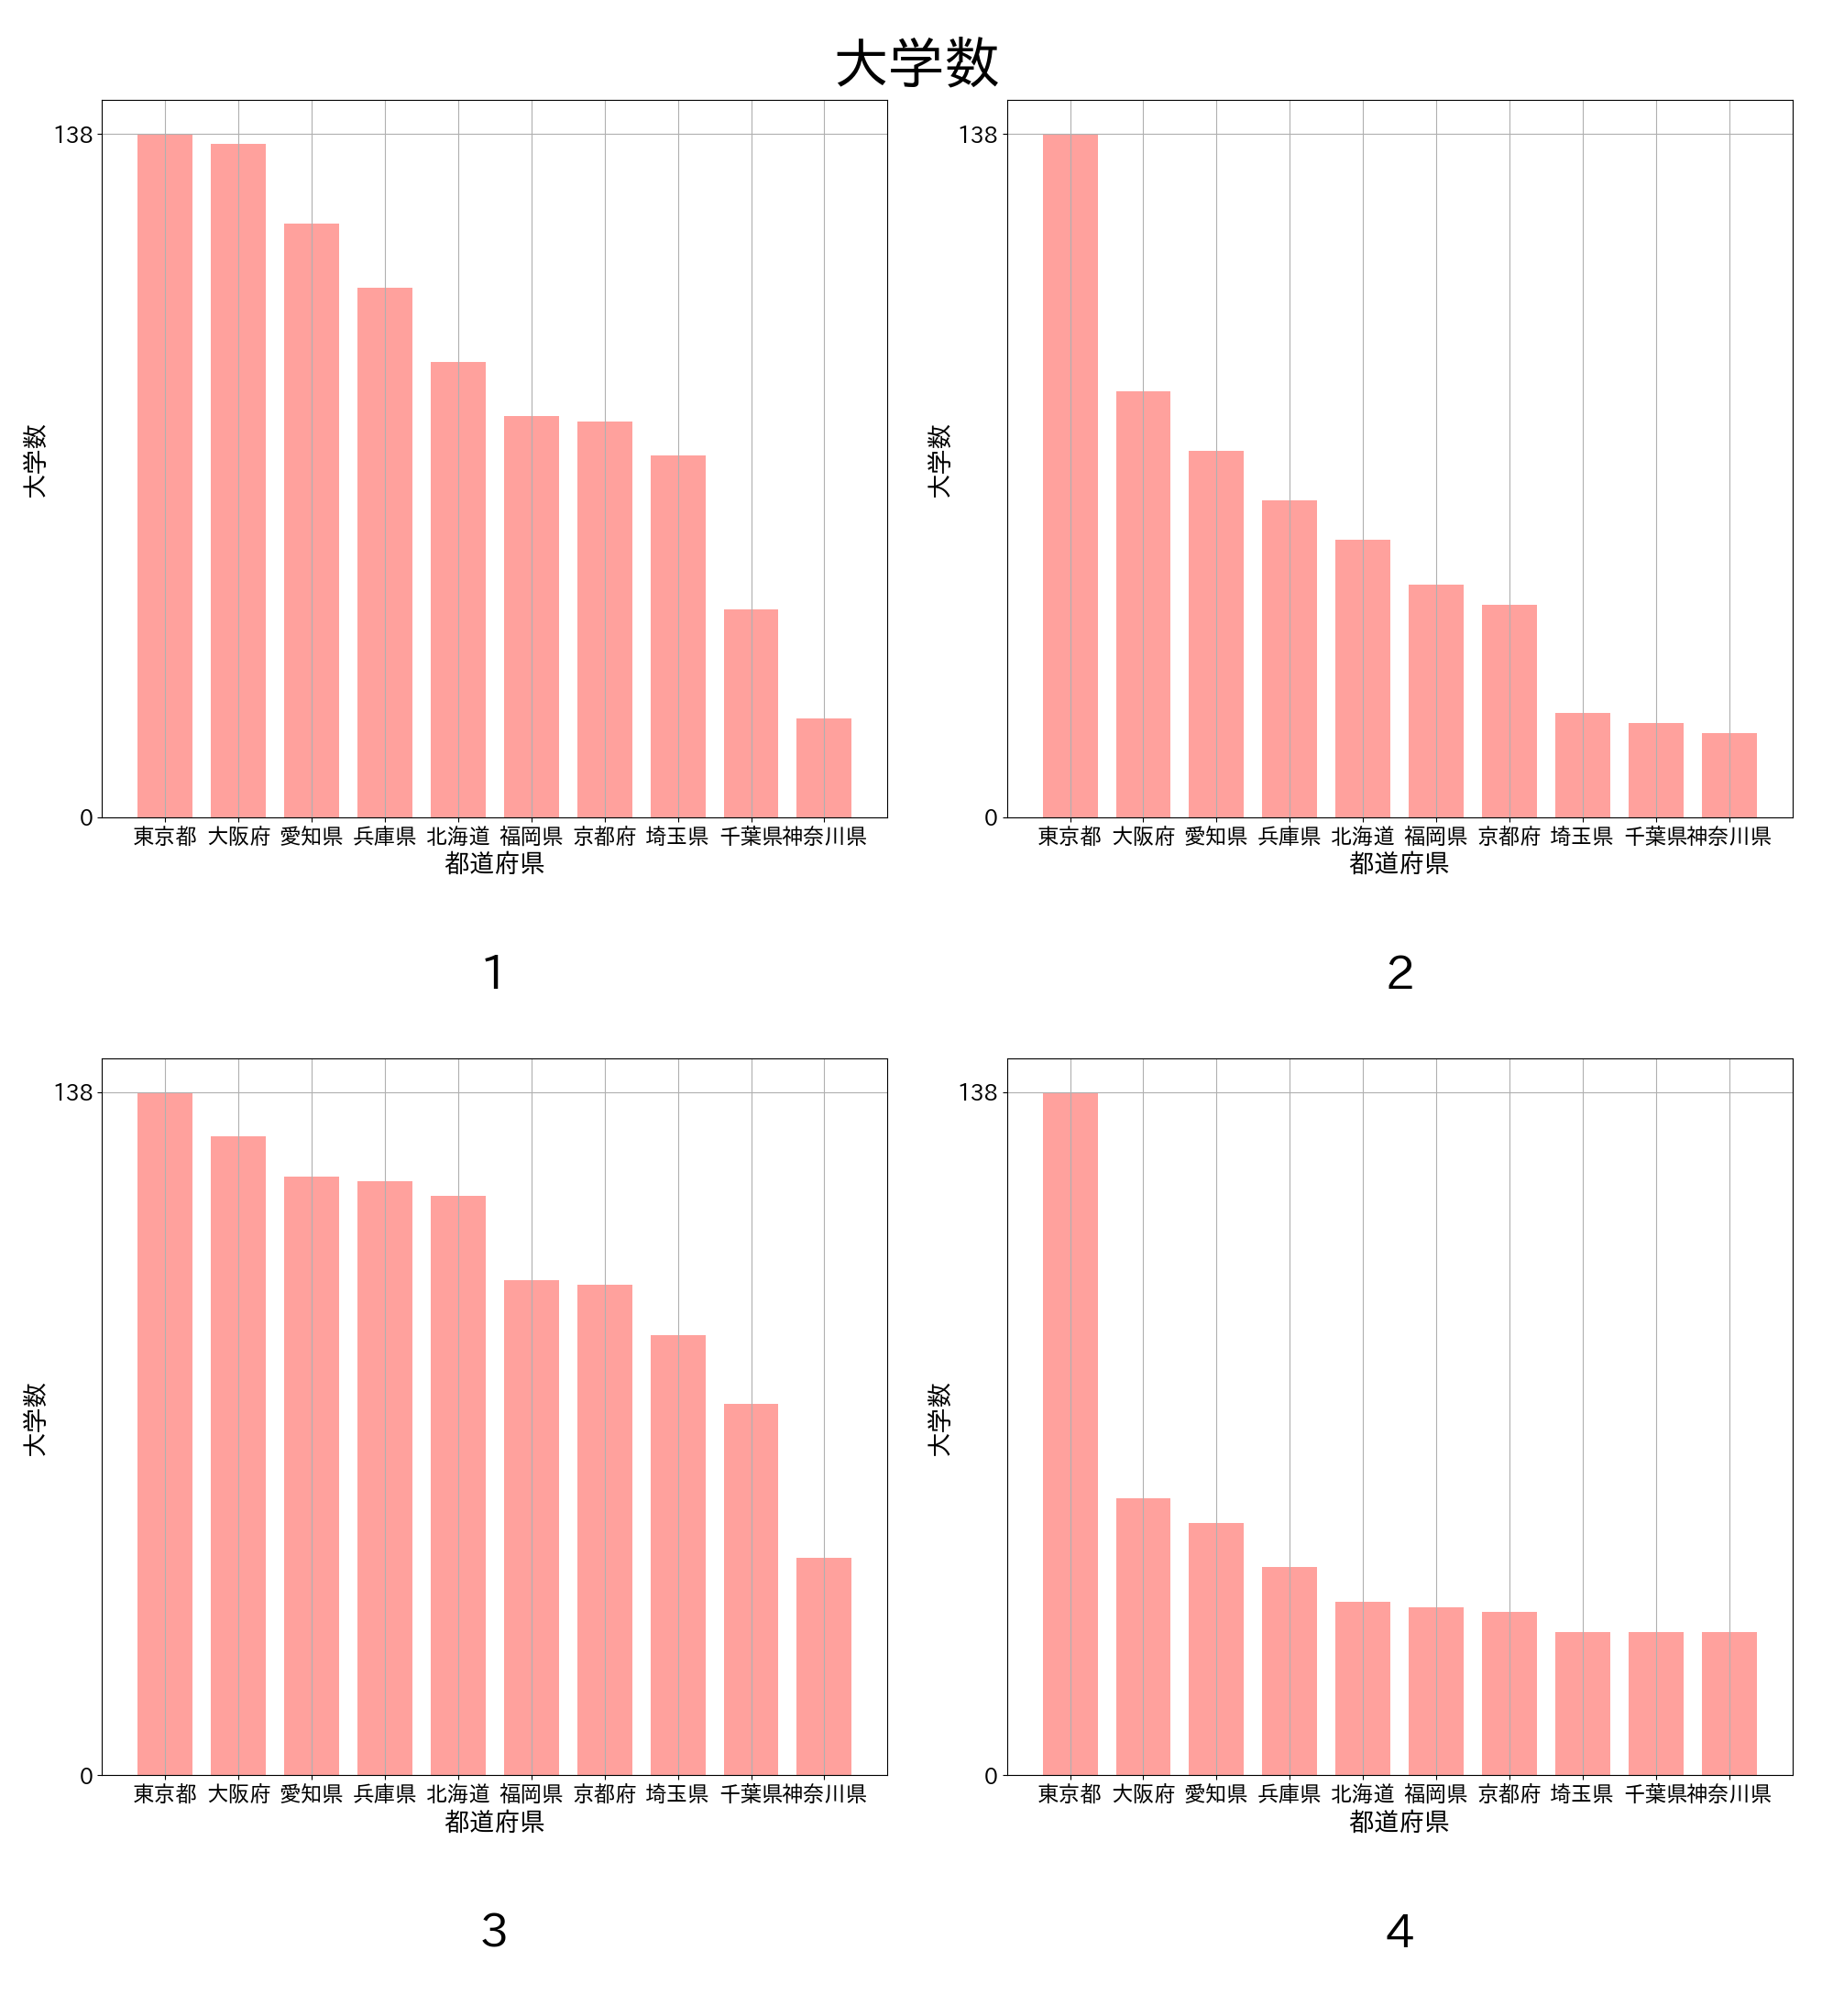 大学数
138
0
大学数
東京都 大阪府 愛知県 兵庫県 北海道 福岡県 京都府 埼玉県 千葉県 神奈川県
都道府県
1
138
0
大学数
東京都 大阪府 愛知県 兵庫県 北海道 福岡県 京都府 埼玉県 千葉県 神奈川県
都道府県
2
138
0
大学数
東京都 大阪府 愛知県 兵庫県 北海道 福岡県 京都府 埼玉県 千葉県 神奈川県
都道府県
3
138
0
大学数
東京都 大阪府 愛知県 兵庫県 北海道 福岡県 京都府 埼玉県 千葉県 神奈川県
都道府県
4